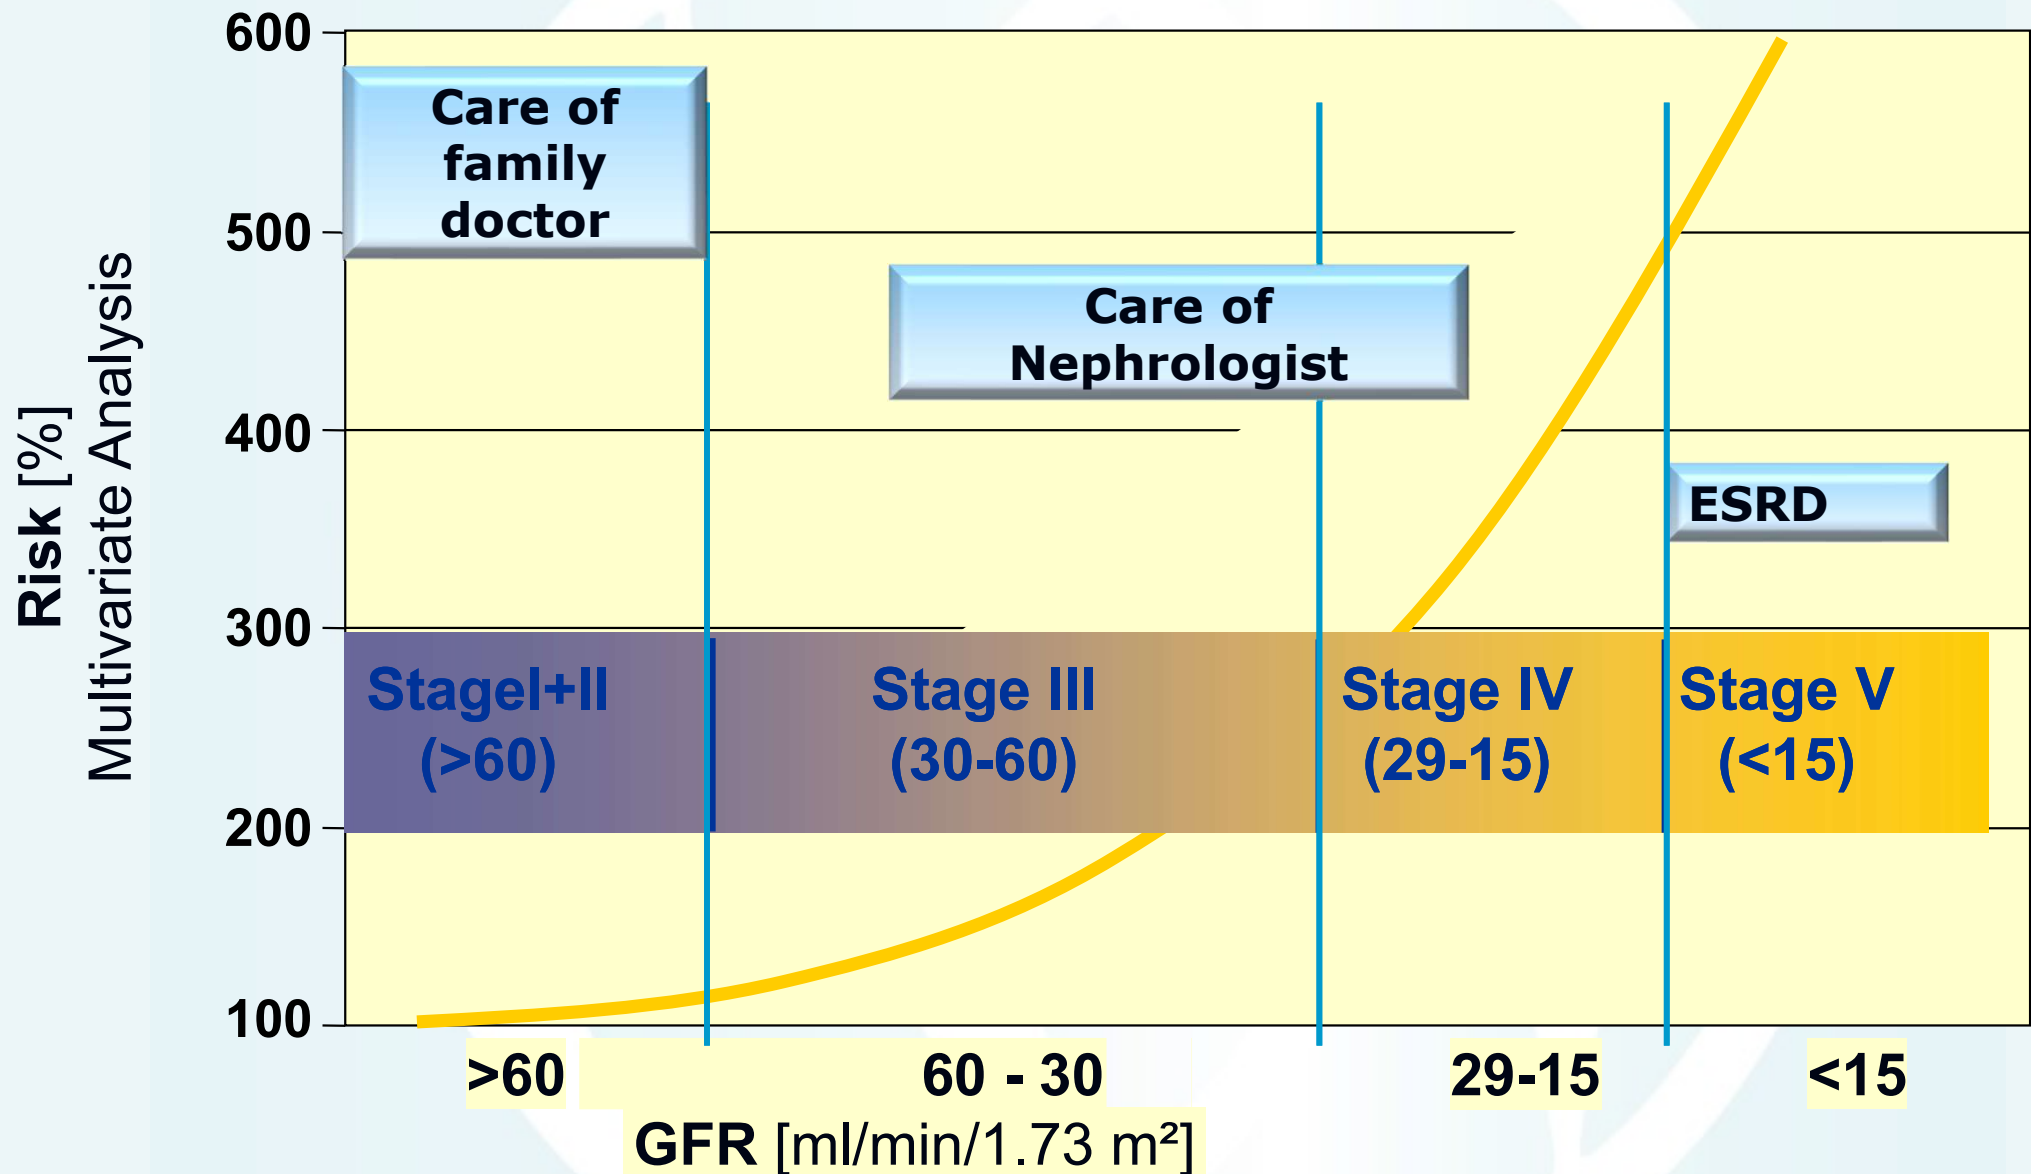 600
500
400
300
200
100
Risk [%]
Multivariate Analysis
Care of
family
doctor
Care of
Nephrologist
ESRD
StageI+II
(>60)
Stage III
(30-60)
Stage IV
(29-15)
Stage V
(<15)
>60
60 - 30
29-15
<15
GFR [ml/min/1.73 m²]